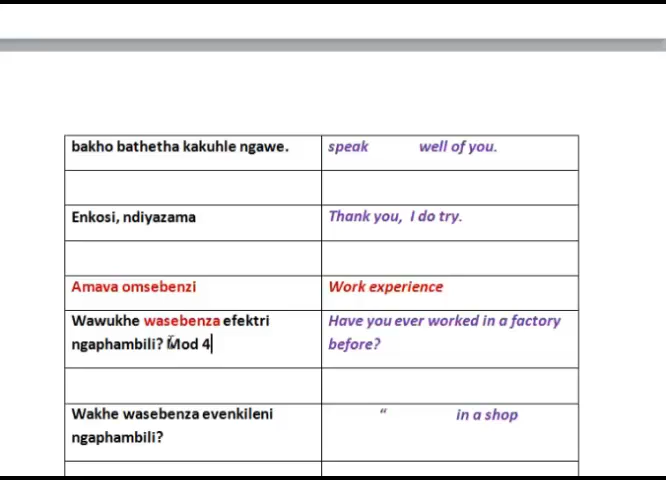 bakho bathetha kakuhle ngawe. speak well of you.
Enkosi, ndiyazama Thank you, I do try.
Amava omsebenzi Work experience
Wawukhe wasebenza efektri Have you ever worked in a factory
ngaphambili? Mod 4 before?
Wakhe wasebenza evenkileni “ in a shop
ngaphambili?